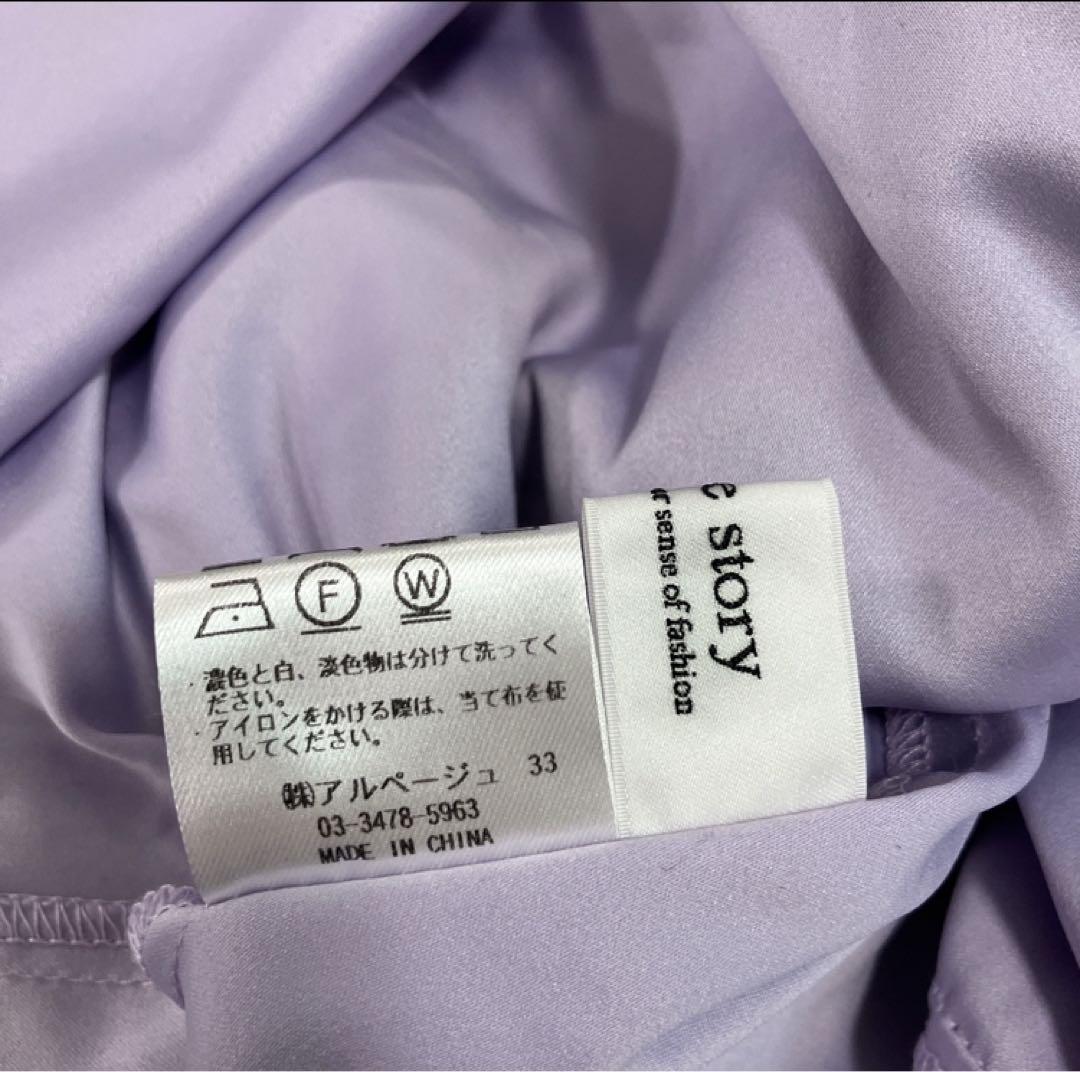 F W
・濃色と白、淡色物は分けて洗ってく
ださい。
・アイロンをかける際は、当て布を使
用してください。
㈱アルページュ 33
03-3478-5963
MADE IN CHINA
e story
ur sense of fashion